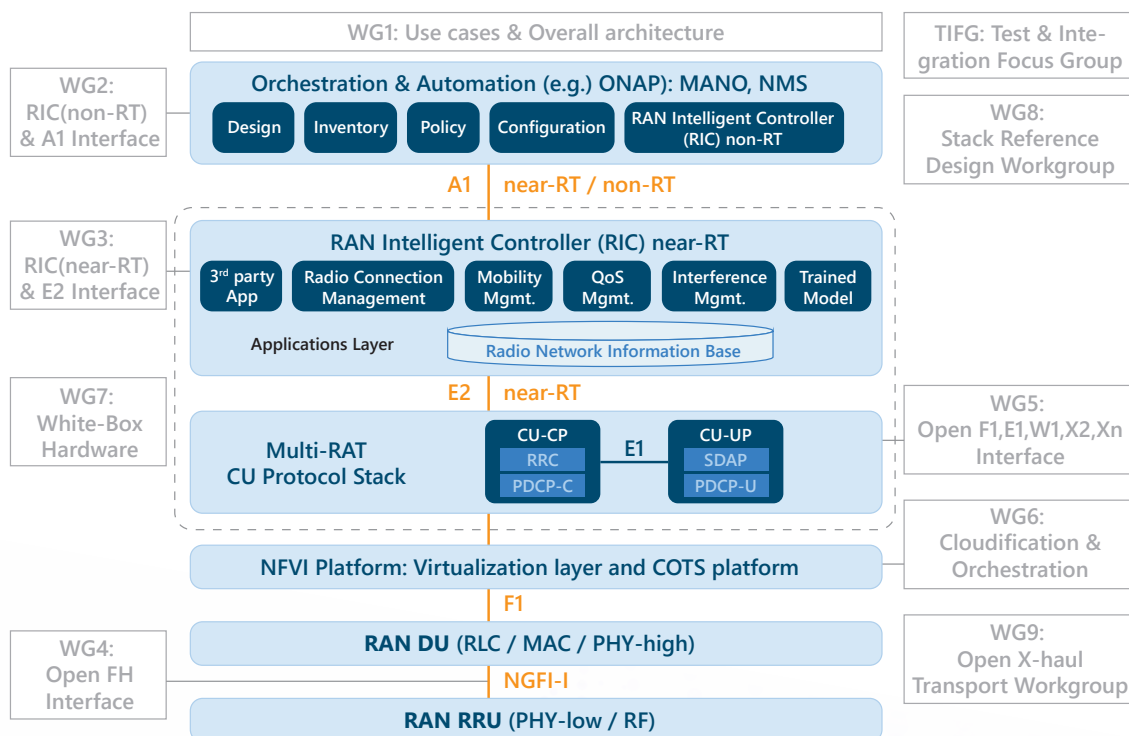 WG1: Use cases & Overall architecture
TIFG: Test & Inte-
gration Focus Group
WG2:
RIC(non-RT)
& A1 Interface
Orchestration & Automation (e.g.) ONAP): MANO, NMS
Design
Inventory
Policy
Configuration
RAN Intelligent Controller
(RIC) non-RT
WG8:
Stack Reference
Design Workgroup
A1 near-RT / non-RT
WG3:
RIC(near-RT)
& E2 Interface
RAN Intelligent Controller (RIC) near-RT
3rd party
App
Radio Connection
Management
Mobility
Mgmt.
QoS
Mgmt.
Interference
Mgmt.
Trained
Model
Applications Layer
Radio Network Information Base
E2 near-RT
WG7:
White-Box
Hardware
Multi-RAT
CU Protocol Stack
CU-CP
RRC
PDCP-C
E1
CU-UP
SDAP
PDCP-U
WG5:
Open F1,E1,W1,X2,Xn
Interface
NFVI Platform: Virtualization layer and COTS platform
WG6:
Cloudification &
Orchestration
F1
RAN DU (RLC / MAC / PHY-high)
WG4:
Open FH
Interface
NGFI-I
WG9:
Open X-haul
Transport Workgroup
RAN RRU (PHY-low / RF)